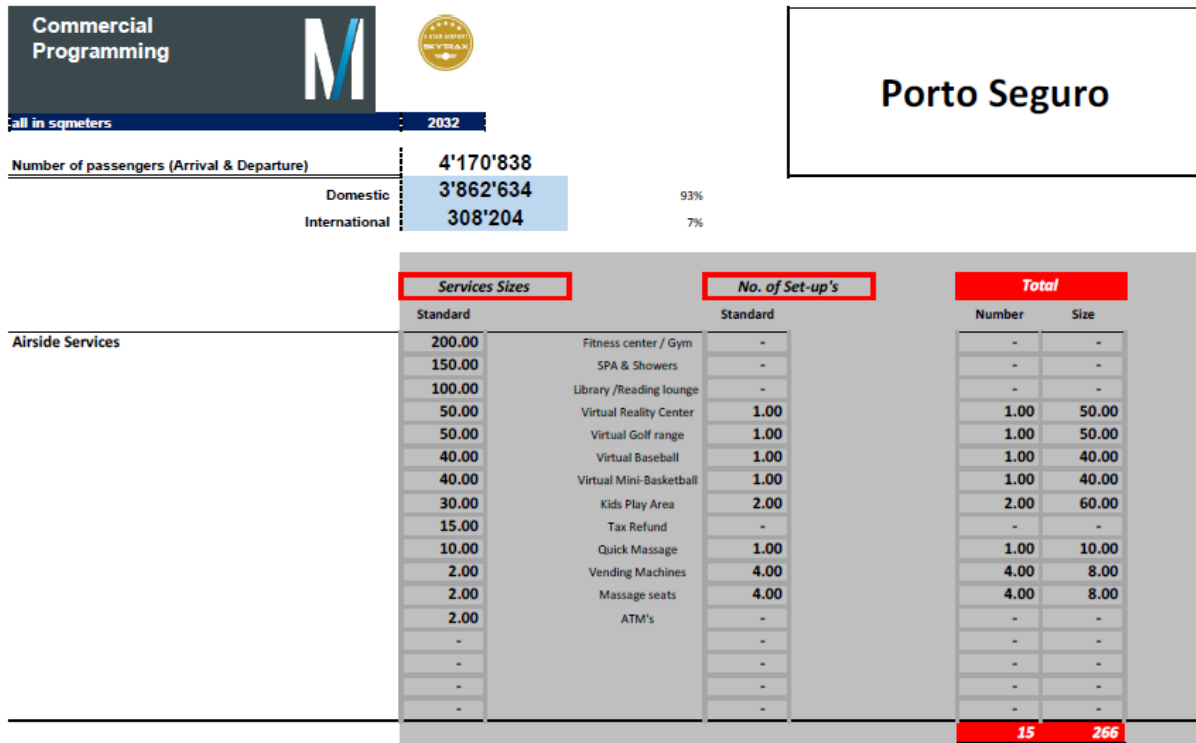 Commercial
Programming
5 STAR AIRPORT
SKYTRAX
Porto Seguro
all in sqmeters 2032
Number of passengers (Arrival & Departure) 4'170'838
Domestic 3'862'634 93%
International 308'204 7%
Services Sizes No. of Set-up's Total
Standard Standard Number Size
Airside Services 200.00 Fitness center / Gym - - -
150.00 SPA & Showers - - -
100.00 Library /Reading lounge - - -
50.00 Virtual Reality Center 1.00 1.00 50.00
50.00 Virtual Golf range 1.00 1.00 50.00
40.00 Virtual Baseball 1.00 1.00 40.00
40.00 Virtual Mini-Basketball 1.00 1.00 40.00
30.00 Kids Play Area 2.00 2.00 60.00
15.00 Tax Refund - - -
10.00 Quick Massage 1.00 1.00 10.00
2.00 Vending Machines 4.00 4.00 8.00
2.00 Massage seats 4.00 4.00 8.00
2.00 ATM's - - -
- - - -
- - - -
- - - -
- - - -
15 266